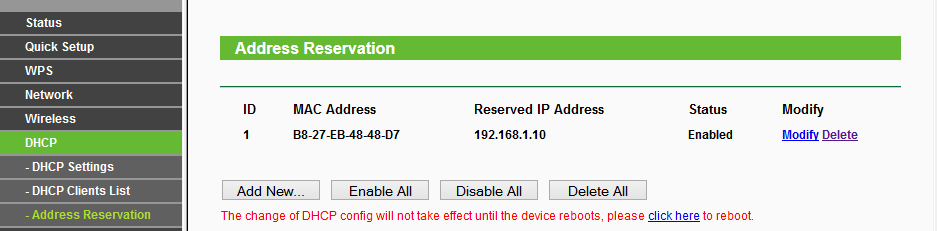 Status
Quick Setup
WPS
Network
Wireless
DHCP
- DHCP Settings
- DHCP Clients List
- Address Reservation
Address Reservation
ID MAC Address Reserved IP Address Status Modify
1 B8-27-EB-48-48-D7 192.168.1.10 Enabled Modify Delete
Add New... Enable All Disable All Delete All
The change of DHCP config will not take effect until the device reboots, please click here to reboot.